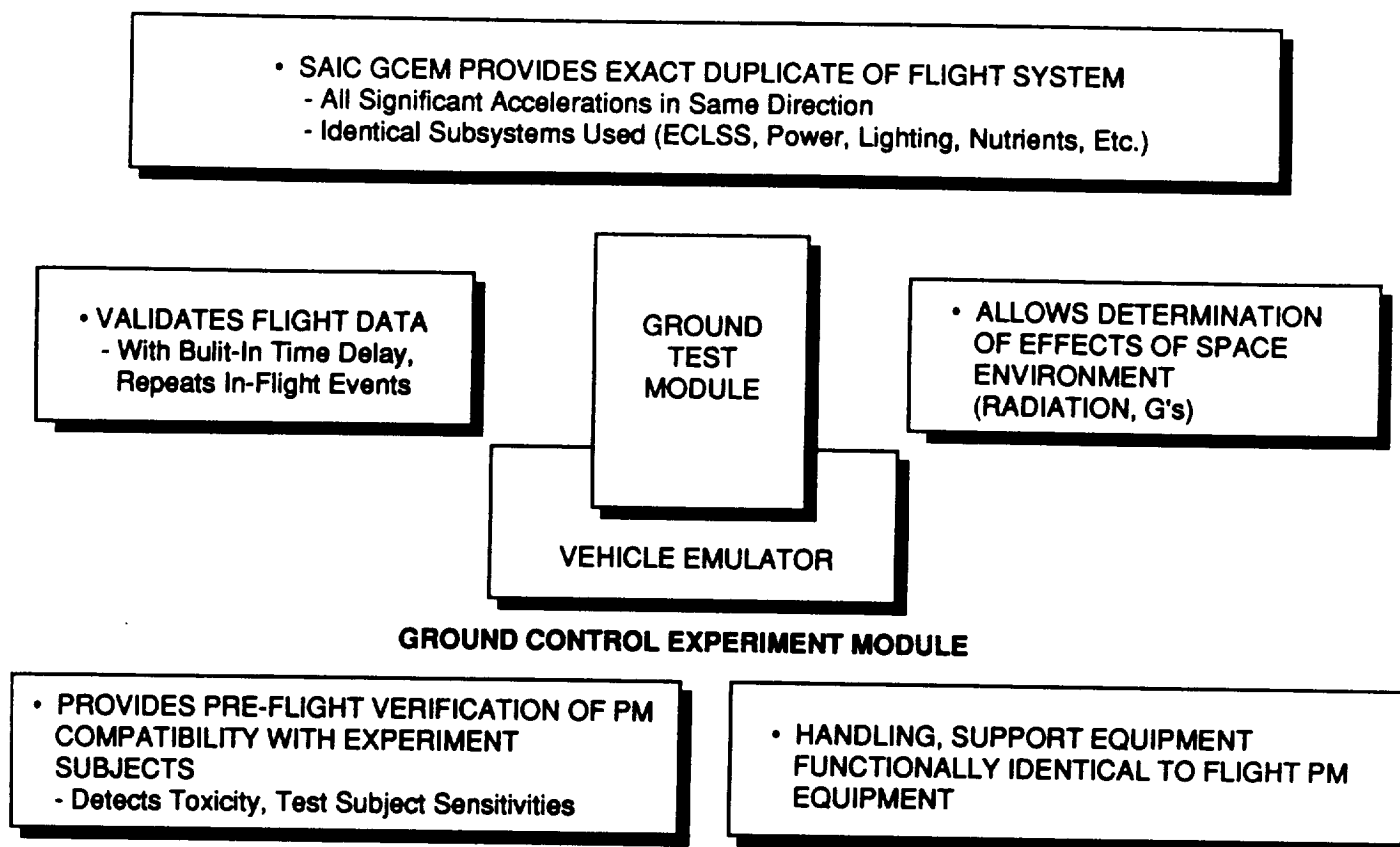 • SAIC GCEM PROVIDES EXACT DUPLICATE OF FLIGHT SYSTEM
- All Significant Accelerations in Same Direction
- Identical Subsystems Used (ECLSS, Power, Lighting, Nutrients, Etc.)
• VALIDATES FLIGHT DATA
- With Bulit-In Time Delay,
Repeats In-Flight Events
GROUND
TEST
MODULE
• ALLOWS DETERMINATION
OF EFFECTS OF SPACE
ENVIRONMENT
(RADIATION, G's)
VEHICLE EMULATOR
GROUND CONTROL EXPERIMENT MODULE
• PROVIDES PRE-FLIGHT VERIFICATION OF PM
COMPATIBILITY WITH EXPERIMENT
SUBJECTS
- Detects Toxicity, Test Subject Sensitivities
• HANDLING, SUPPORT EQUIPMENT
FUNCTIONALLY IDENTICAL TO FLIGHT PM
EQUIPMENT